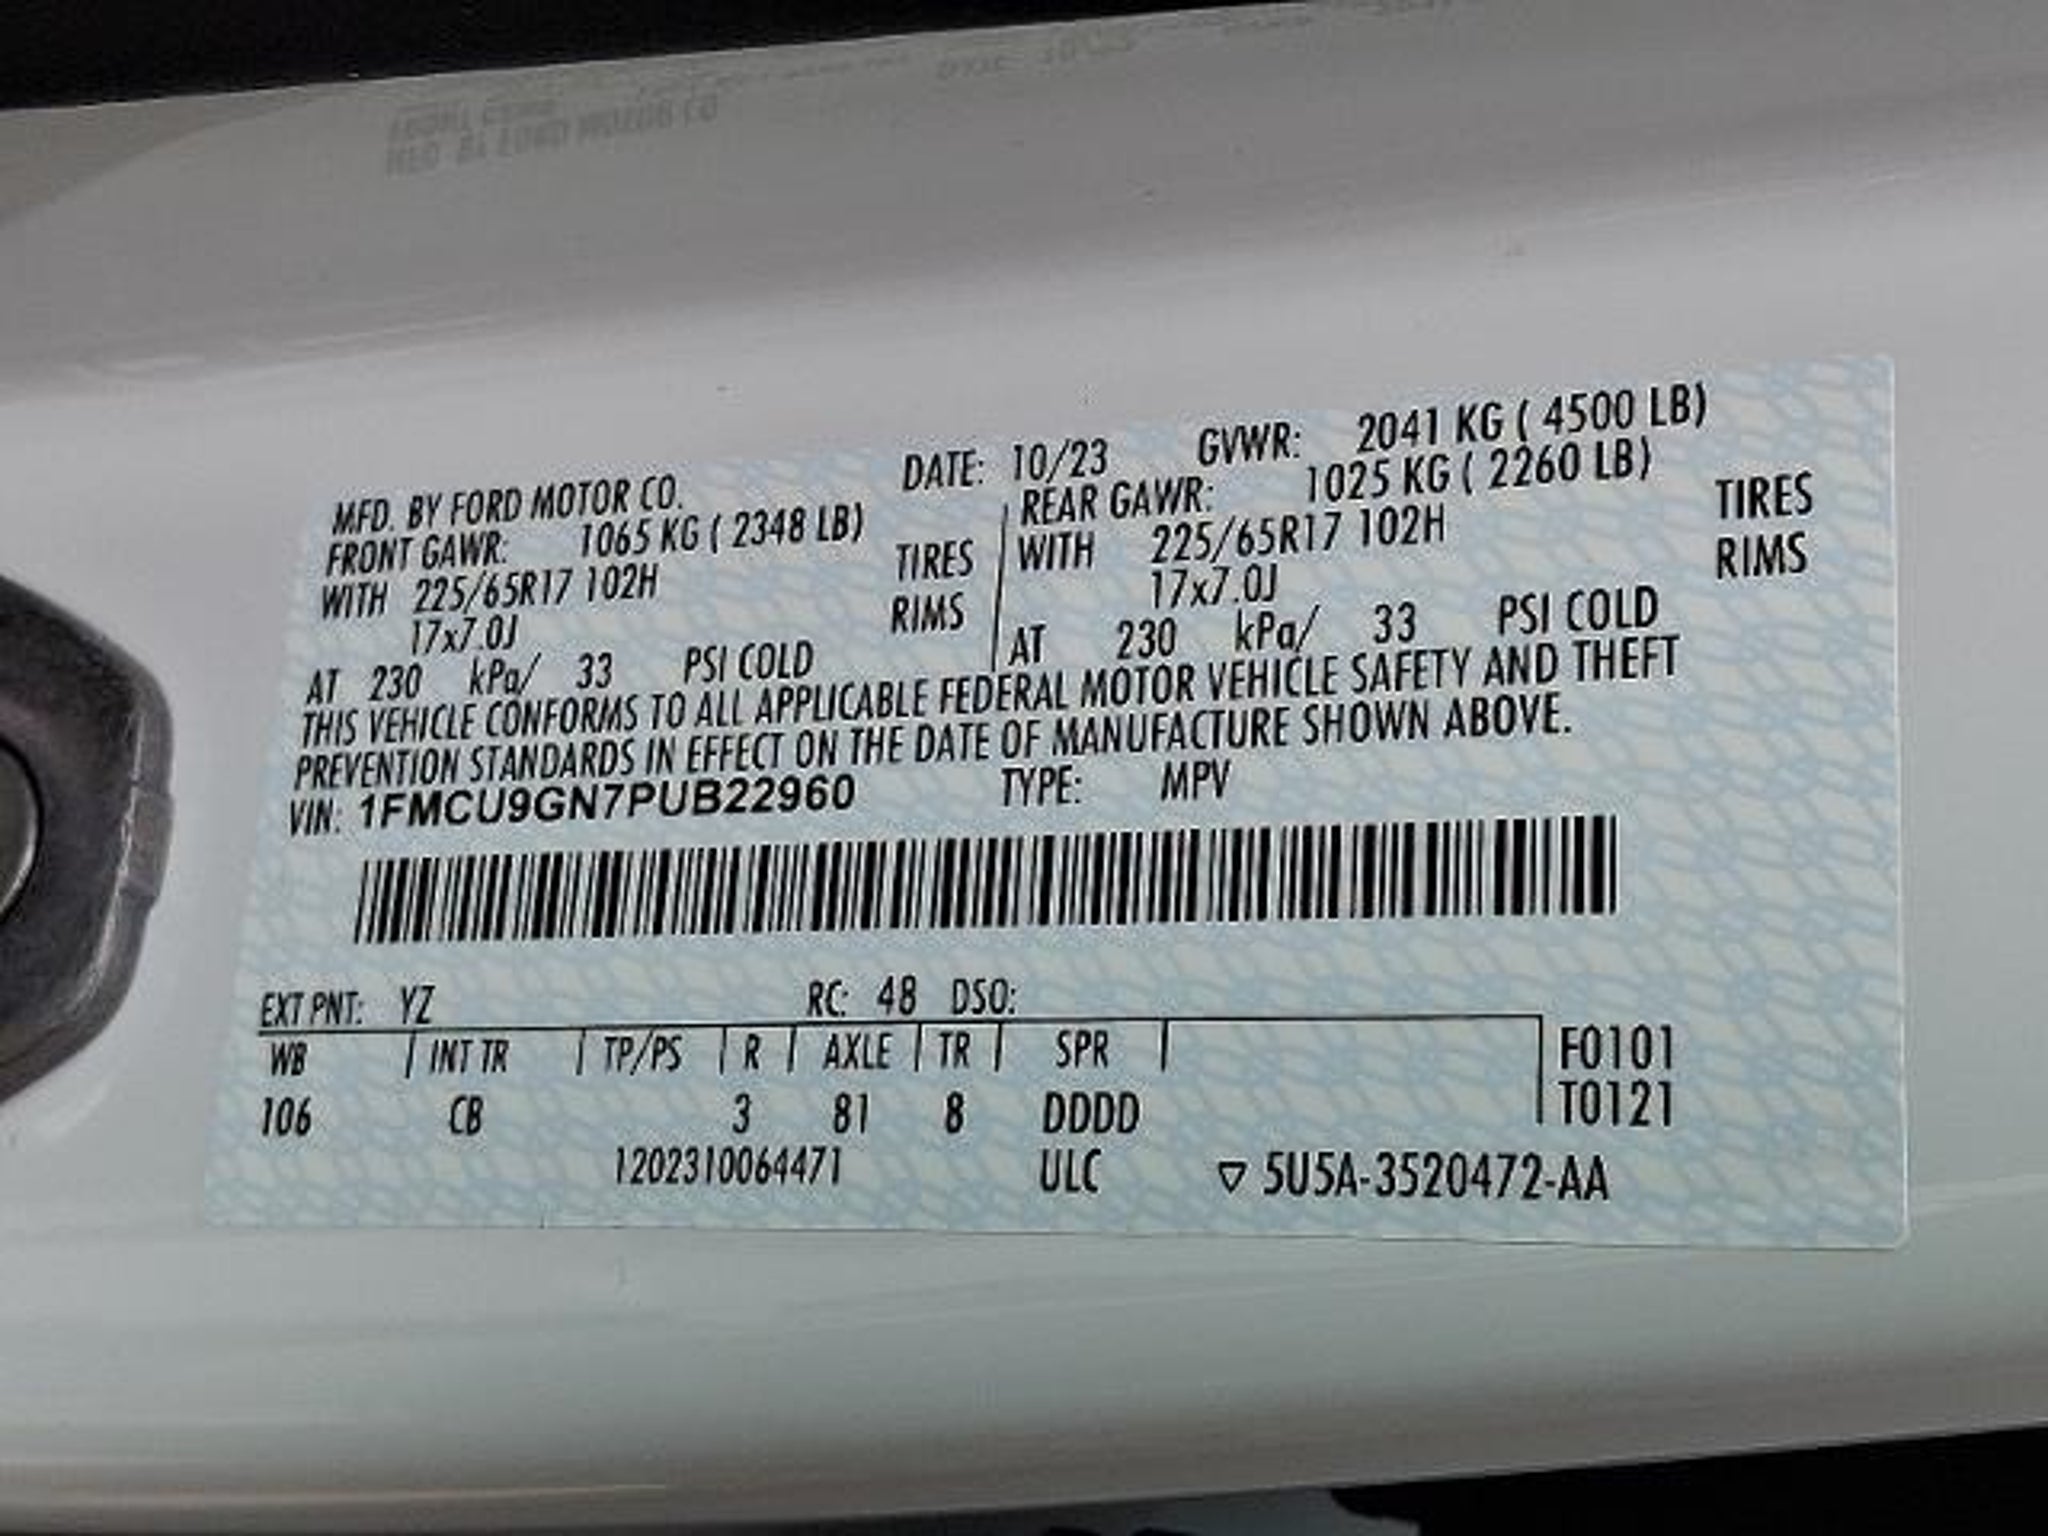 MFD. BY FORD MOTOR CO.
DATE: 10/23 GVWR: 2041 KG ( 4500 LB)
FRONT GAWR: 1065 KG ( 2348 LB)
WITH 225/65R17 102H TIRES
17x7.0J RIMS
AT 230 kPa/ 33 PSI COLD
REAR GAWR: 1025 KG ( 2260 LB)
WITH 225/65R17 102H TIRES
17x7.0J RIMS
AT 230 kPa/ 33 PSI COLD
THIS VEHICLE CONFORMS TO ALL APPLICABLE FEDERAL MOTOR VEHICLE SAFETY AND THEFT
PREVENTION STANDARDS IN EFFECT ON THE DATE OF MANUFACTURE SHOWN ABOVE.
VIN: 1FMCU9GN7PUB22960 TYPE: MPV
EXT PNT: YZ RC: 48 DSO:
WB INT TR TP/PS R AXLE TR SPR F0101
106 CB 3 81 8 DDDD T0121
1202310064471 ULC ▽ 5U5A-3520472-AA